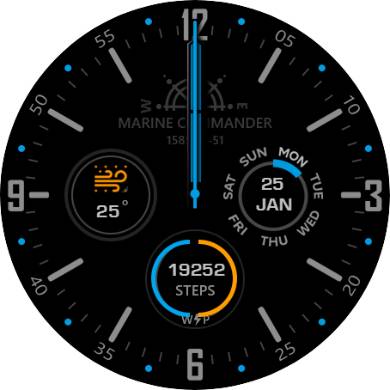 12
55 05
50 10
W E
MARINE C MANDER
158 -51
SUN MON
SAT TUE
25
JAN
FRI WED
THU
25°
9 3
19252
STEPS
W P
40 20
35 25
6